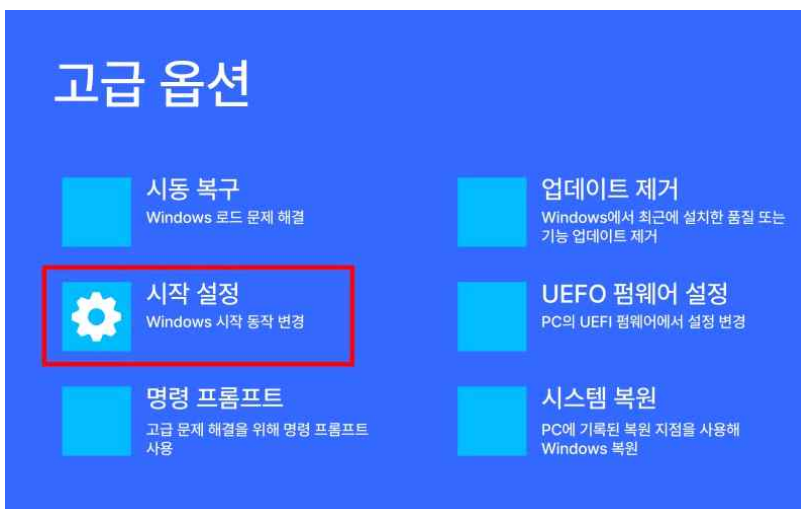 고급 옵션
시동 복구
Windows 로드 문제 해결
업데이트 제거
Windows에서 최근에 설치한 품질 또는
기능 업데이트 제거
시작 설정
Windows 시작 동작 변경
UEFO 펌웨어 설정
PC의 UEFI 펌웨어에서 설정 변경
명령 프롬프트
고급 문제 해결을 위해 명령 프롬프트
사용
시스템 복원
PC에 기록된 복원 지점을 사용해
Windows 복원